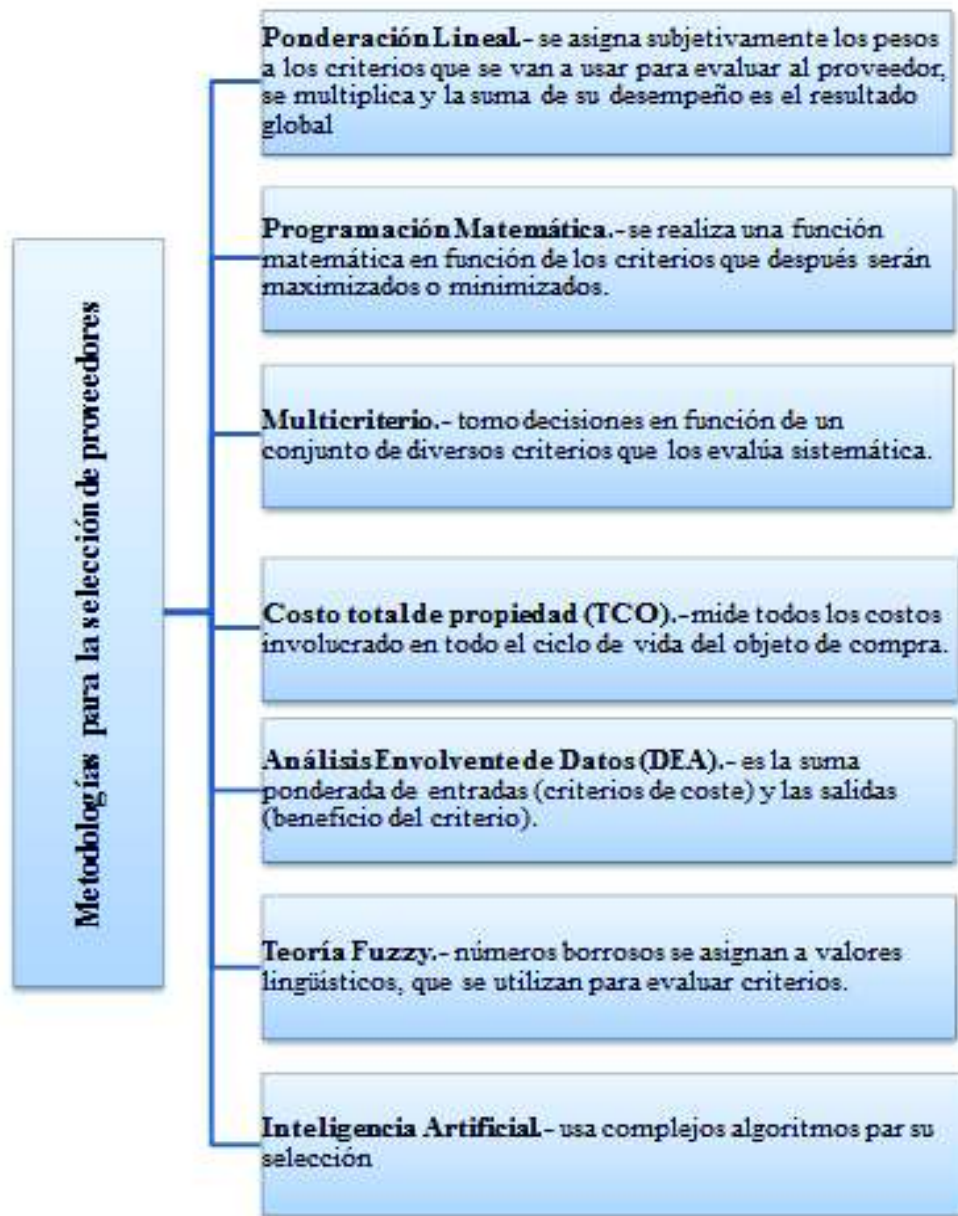 Metodologías para la selección de proveedores
Ponderación Lineal.- se asigna subjetivamente los pesos
a los criterios que se van a usar para evaluar al proveedor,
se multiplica y la suma de su desempeño es el resultado
global
Programación Matemática.- se realiza una función
matemática en función de los criterios que después serán
maximizados o minimizados.
Multicriterio.- tomo decisiones en función de un
conjunto de diversos criterios que los evalúa sistemática.
Costo total de propiedad (TCO).- mide todos los costos
involucrado en todo el ciclo de vida del objeto de compra.
Análisis Envolvente de Datos (DEA).- es la suma
ponderada de entradas (criterios de coste) y las salidas
(beneficio del criterio).
Teoría Fuzzy.- números borrosos se asignan a valores
lingüísticos, que se utilizan para evaluar criterios.
Inteligencia Artificial.- usa complejos algoritmos par su
selección